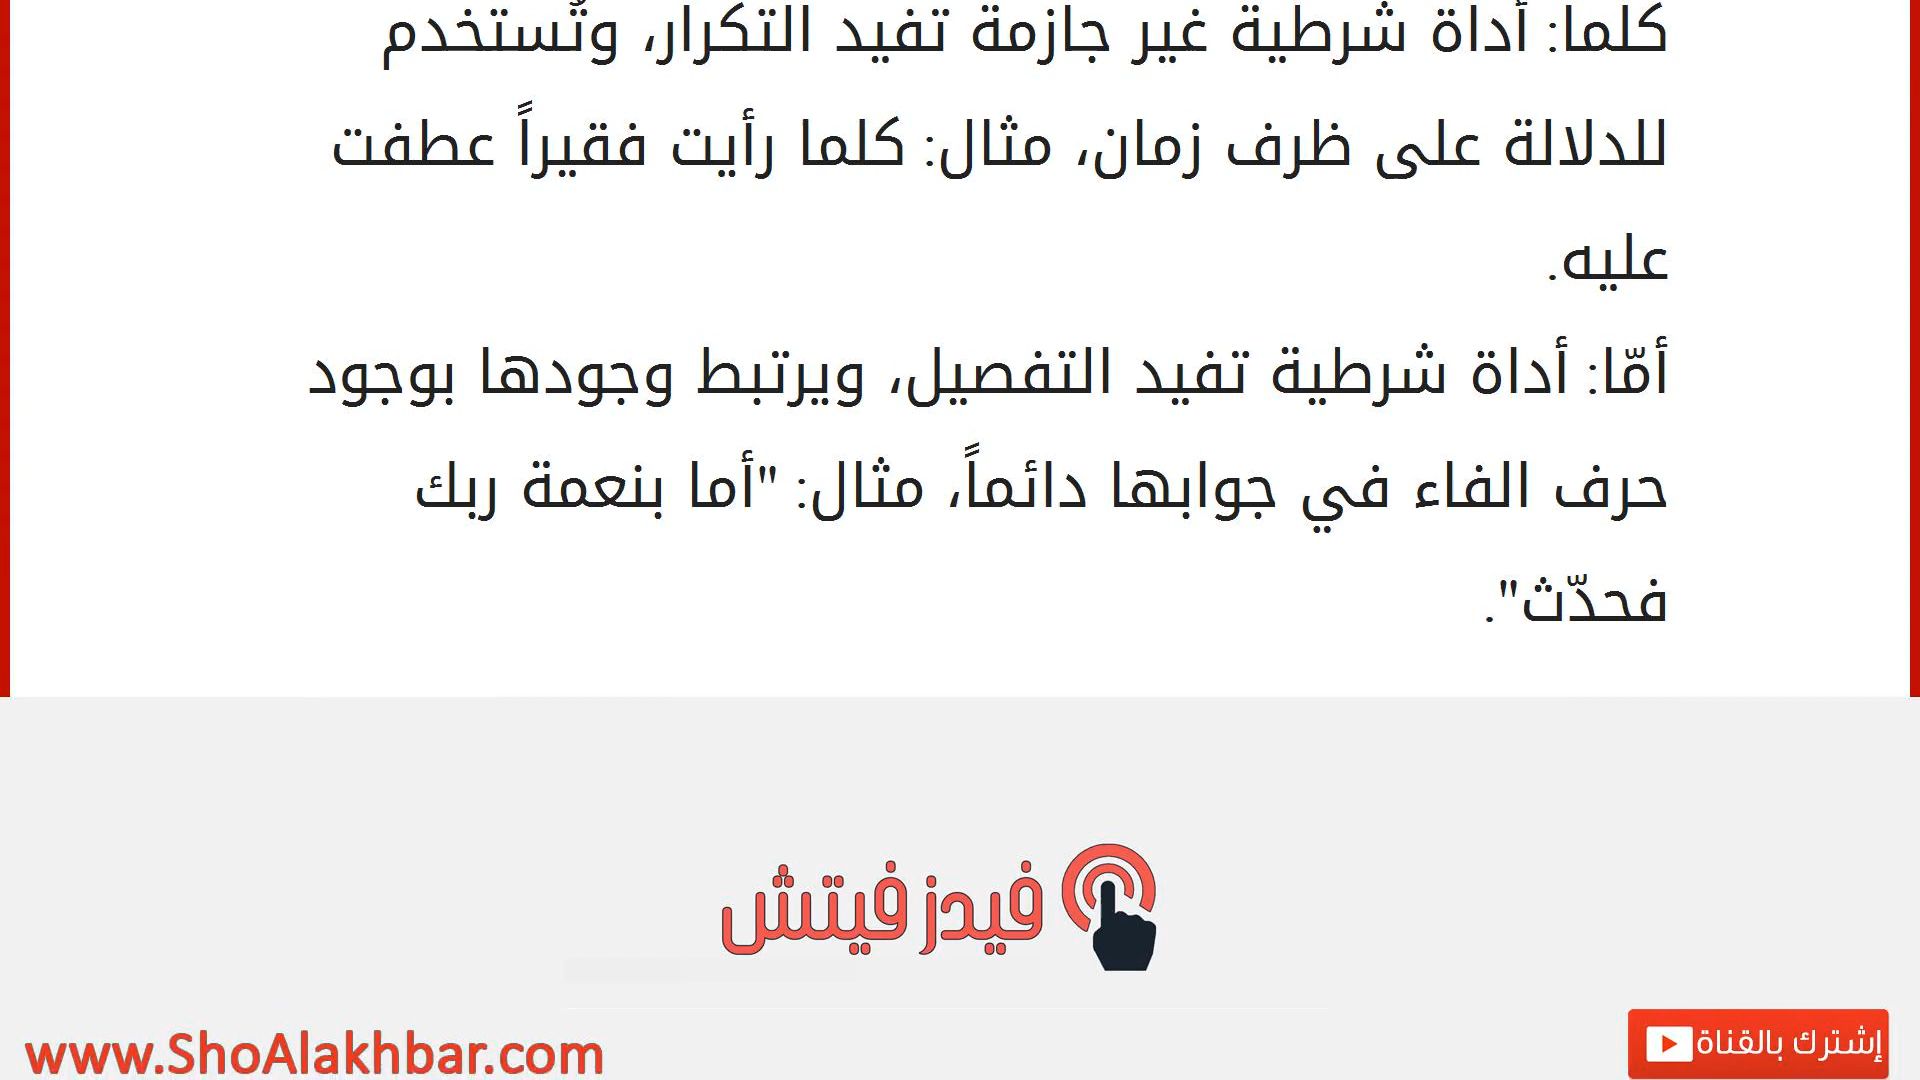 كلما: أداة شرطية غير جازمة تفيد التكرار، وتُستخدم
للدلالة على ظرف زمان، مثال: كلما رأيت فقيراً عطفت
عليه.
أمّا: أداة شرطية تفيد التفصيل، ويرتبط وجودها بوجود
حرف الفاء في جوابها دائماً، مثال: "أما بنعمة ربك
فحدّث".
فيدز فيتش
www.ShoAlakhbar.com
إشترك بالقناة